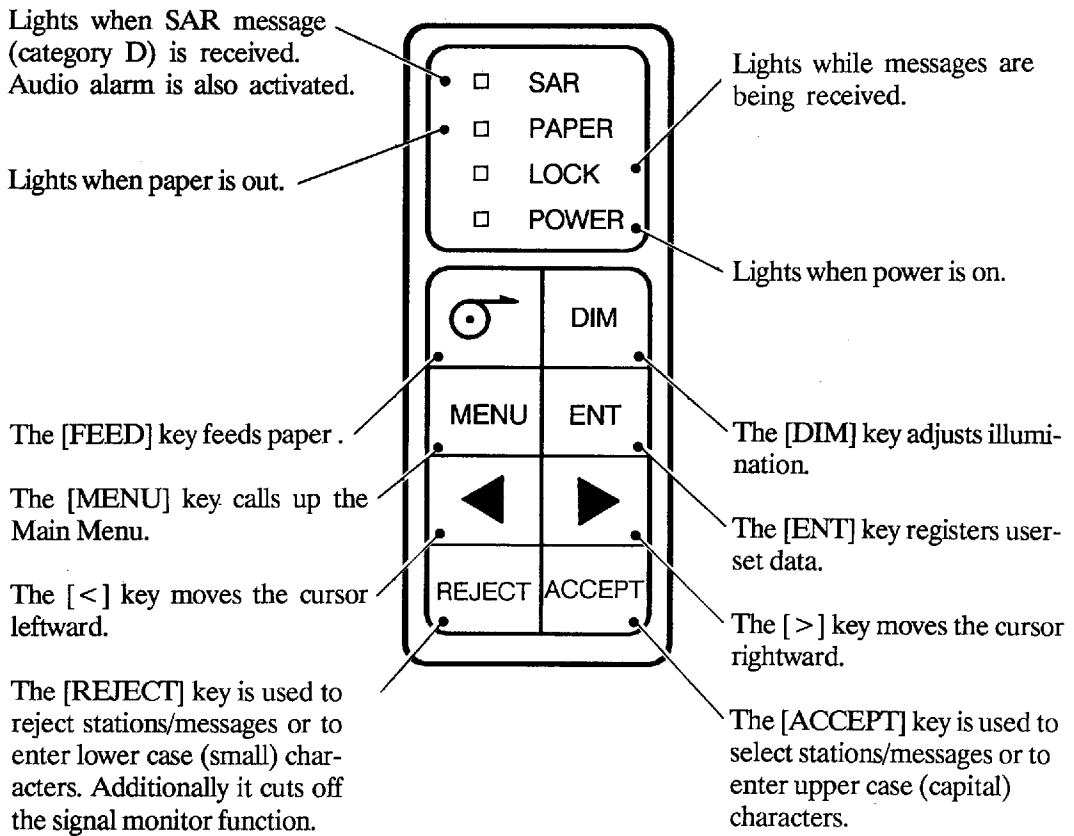 Lights when SAR message
(category D) is received.
Audio alarm is also activated.
Lights when paper is out.
SAR
PAPER
LOCK
POWER
Lights while messages are
being received.
Lights when power is on.
DIM
MENU
ENT
REJECT
ACCEPT
The [FEED] key feeds paper .
The [MENU] key calls up the
Main Menu.
The [<] key moves the cursor
leftward.
The [REJECT] key is used to
reject stations/messages or to
enter lower case (small) char-
acters. Additionally it cuts off
the signal monitor function.
The [DIM] key adjusts illumi-
nation.
The [ENT] key registers user-
set data.
The [>] key moves the cursor
rightward.
The [ACCEPT] key is used to
select stations/messages or to
enter upper case (capital)
characters.